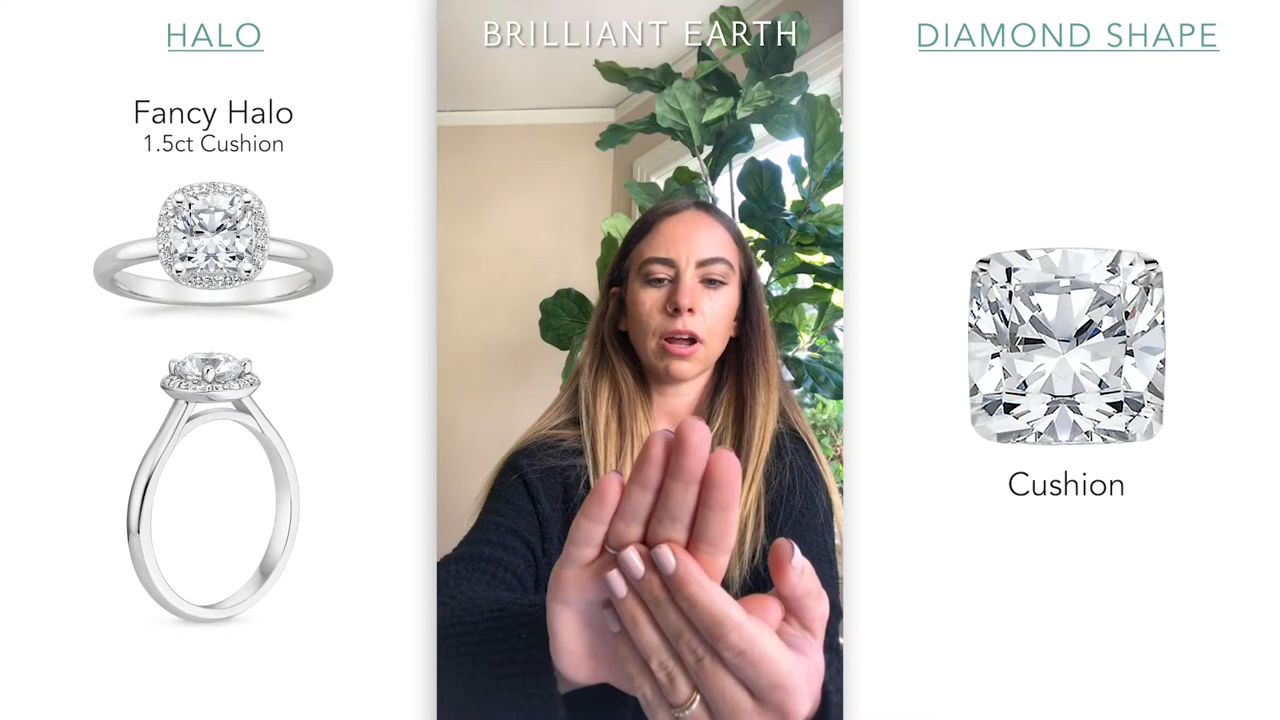 HALO
Fancy Halo
1.5ct Cushion
BRILLIANT EARTH
DIAMOND SHAPE
Cushion